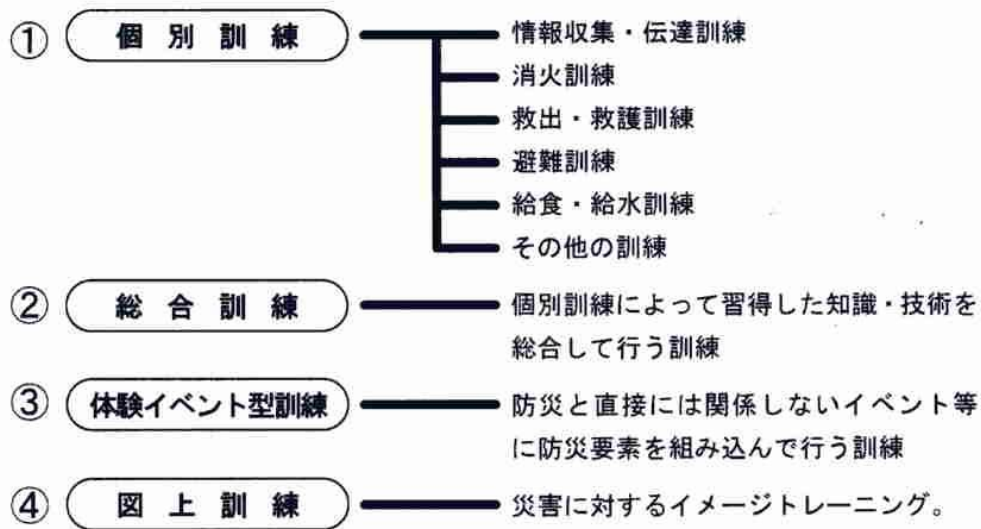 ① 個別訓練 情報収集・伝達訓練
消火訓練
救出・救護訓練
避難訓練
給食・給水訓練
その他の訓練
② 総合訓練 個別訓練によって習得した知識・技術を
総合して行う訓練
③ 体験イベント型訓練 防災と直接には関係しないイベント等
に防災要素を組み込んで行う訓練
④ 図上訓練 災害に対するイメージトレーニング。